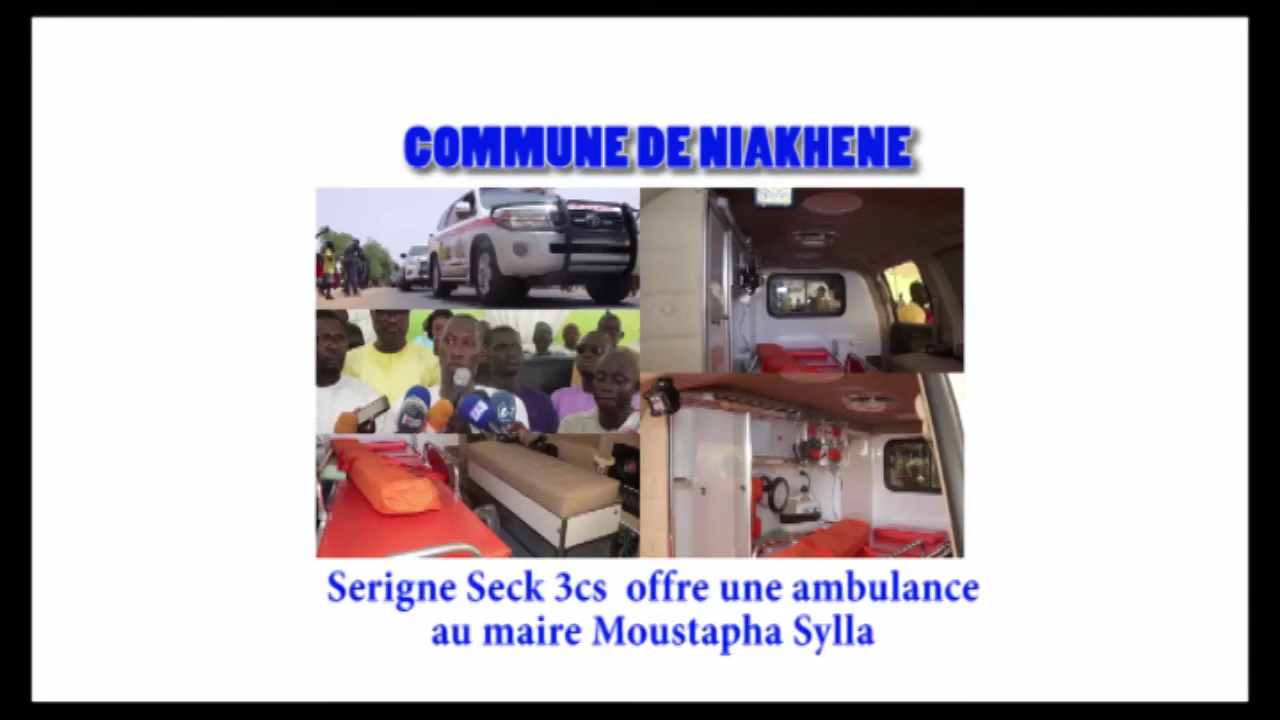 COMMUNE DE NIAKHENE
Serigne Seck 3cs offre une ambulance
au maire Moustapha Sylla